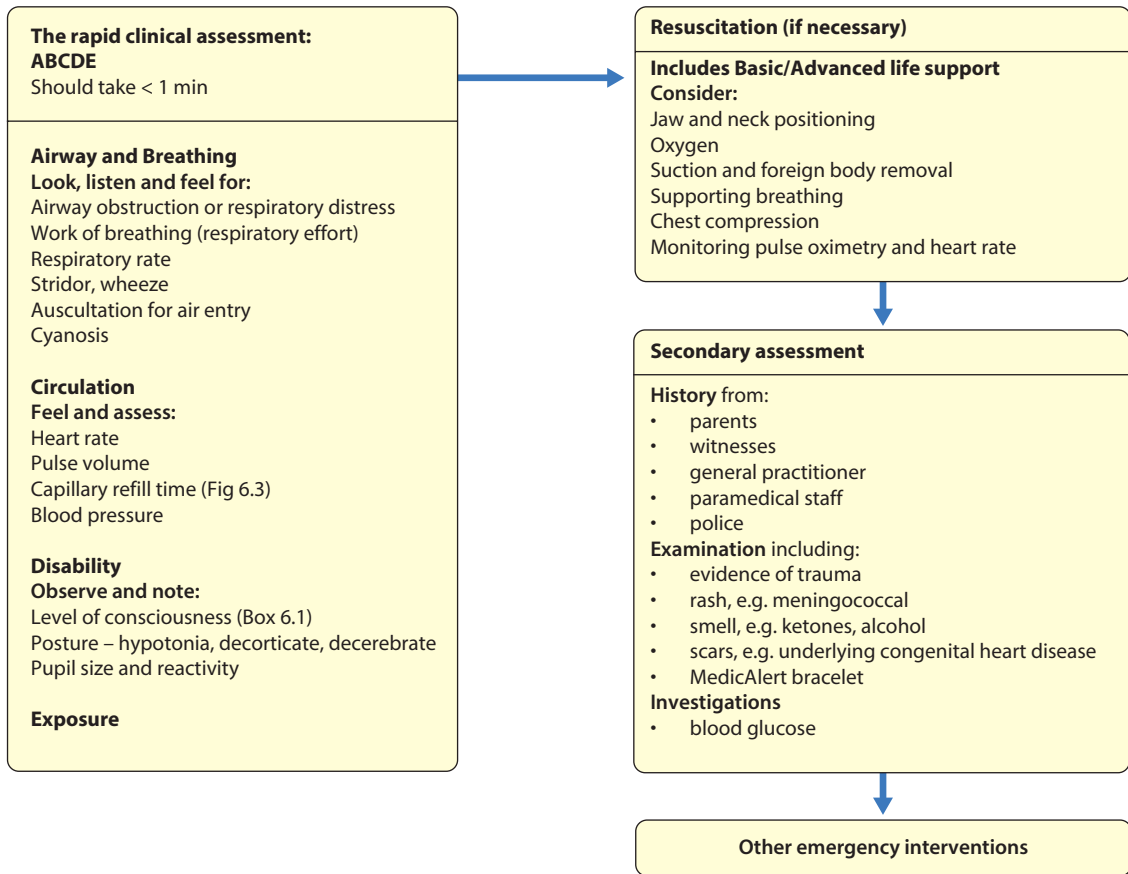 The rapid clinical assessment:
ABCDE
Should take < 1 min
Airway and Breathing
Look, listen and feel for:
Airway obstruction or respiratory distress
Work of breathing (respiratory effort)
Respiratory rate
Stridor, wheeze
Auscultation for air entry
Cyanosis
Circulation
Feel and assess:
Heart rate
Pulse volume
Capillary refill time (Fig 6.3)
Blood pressure
Disability
Observe and note:
Level of consciousness (Box 6.1)
Posture – hypotonia, decorticate, decerebrate
Pupil size and reactivity
Exposure
Resuscitation (if necessary)
Includes Basic/Advanced life support
Consider:
Jaw and neck positioning
Oxygen
Suction and foreign body removal
Supporting breathing
Chest compression
Monitoring pulse oximetry and heart rate
Secondary assessment
History from:
• parents
• witnesses
• general practitioner
• paramedical staff
• police
Examination including:
• evidence of trauma
• rash, e.g. meningococcal
• smell, e.g. ketones, alcohol
• scars, e.g. underlying congenital heart disease
• MedicAlert bracelet
Investigations
• blood glucose
Other emergency interventions